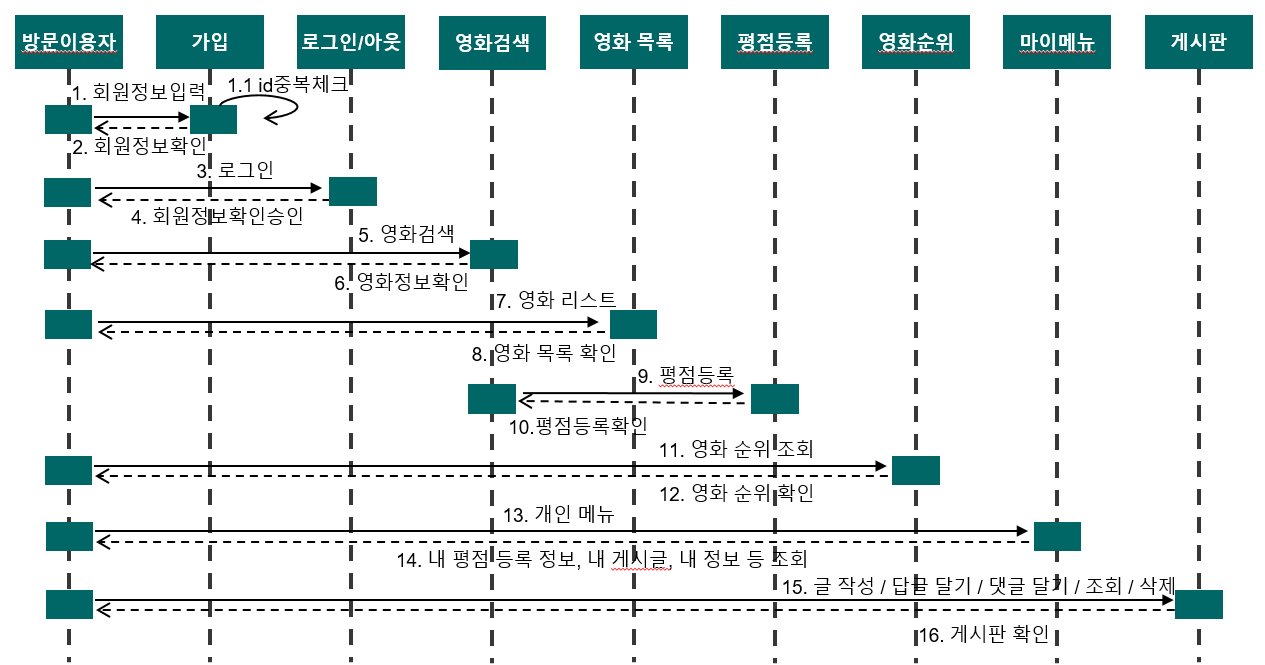 방문이용자
가입
로그인/아웃
영화검색
영화 목록
평점등록
영화순위
마이메뉴
게시판
1.1 id중복체크
1. 회원정보입력
2. 회원정보확인
3. 로그인
4. 회원정보확인승인
5. 영화검색
6. 영화정보확인
7. 영화 리스트
8. 영화 목록 확인
9. 평점등록
10.평점등록확인
11. 영화 순위 조회
12. 영화 순위 확인
13. 개인 메뉴
14. 내 평점 등록 정보, 내 게시글, 내 정보 등 조회
15. 글 작성 / 답글 달기 / 댓글 달기 / 조회 / 삭제
16. 게시판 확인